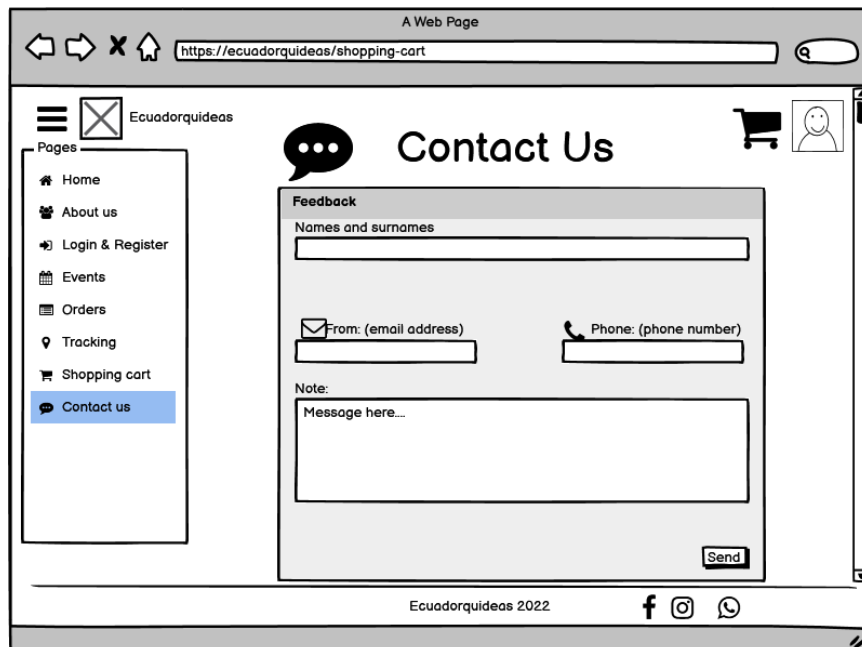 A Web Page
https://ecuadorquideas/shopping-cart
Ecuadorquideas
Pages
Home
About us
Login & Register
Events
Orders
Tracking
Shopping cart
Contact us
Contact Us
Feedback
Names and surnames
From: (email address)
Phone: (phone number)
Note:
Message here....
Send
Ecuadorquideas 2022